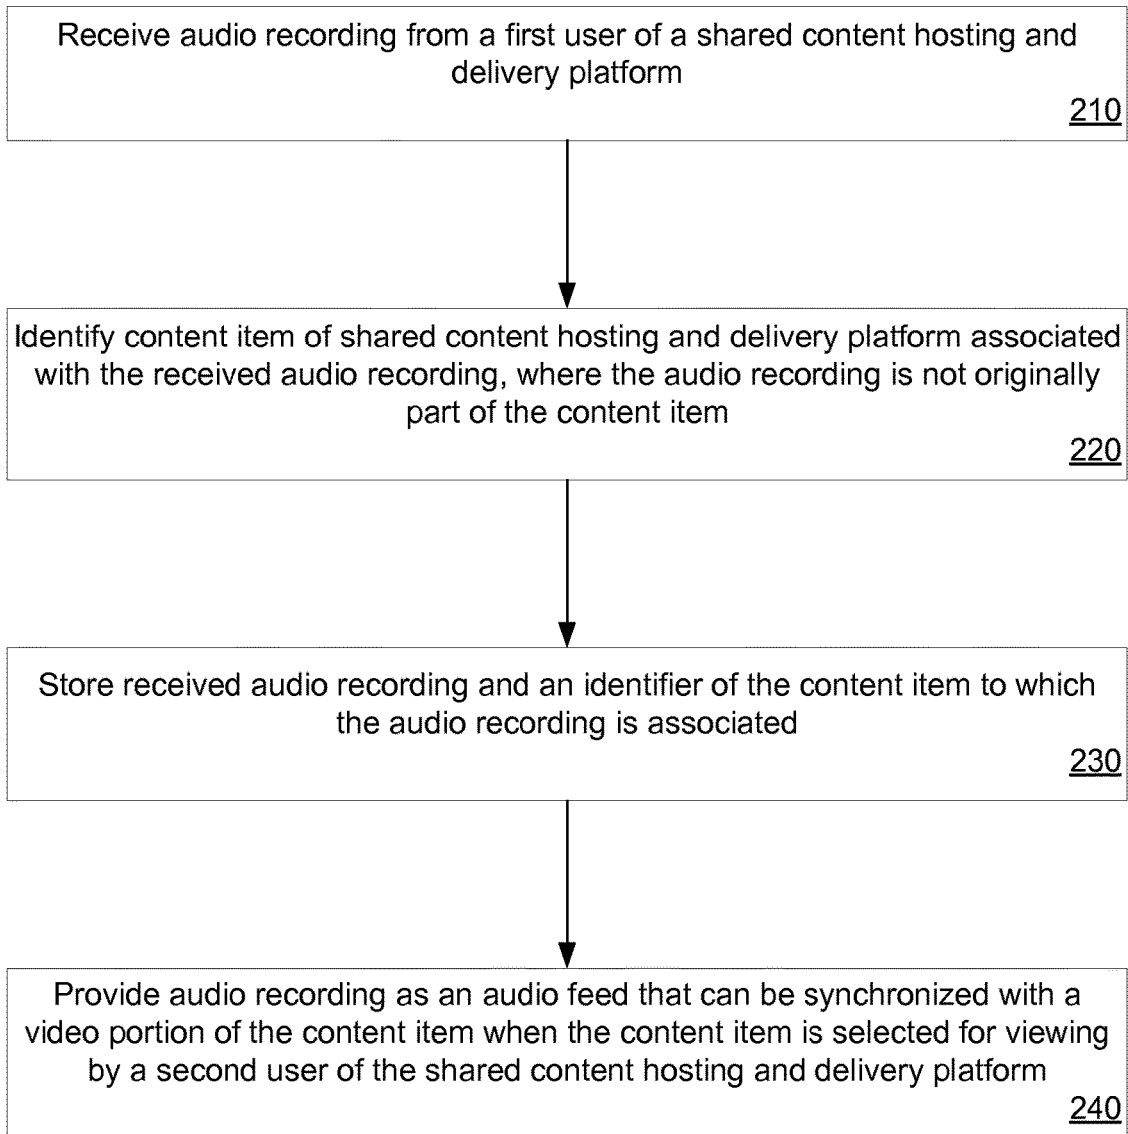 Receive audio recording from a first user of a shared content hosting and
delivery platform
210
Identify content item of shared content hosting and delivery platform associated
with the received audio recording, where the audio recording is not originally
part of the content item
220
Store received audio recording and an identifier of the content item to which
the audio recording is associated
230
Provide audio recording as an audio feed that can be synchronized with a
video portion of the content item when the content item is selected for viewing
by a second user of the shared content hosting and delivery platform
240